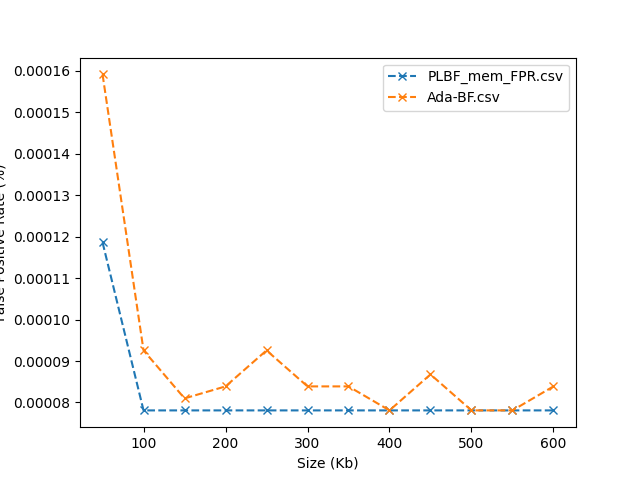 PLBF_mem_FPR.csv
Ada-BF.csv
0.00016
0.00015
0.00014
0.00013
0.00012
0.00011
0.00010
0.00009
0.00008
False Positive Rate (%)
100 200 300 400 500 600
Size (Kb)